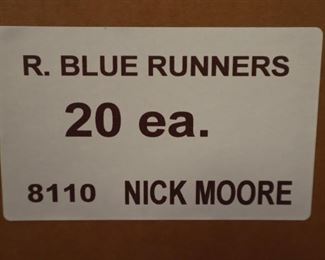 R. BLUE RUNNERS
20 ea.
8110 NICK MOORE